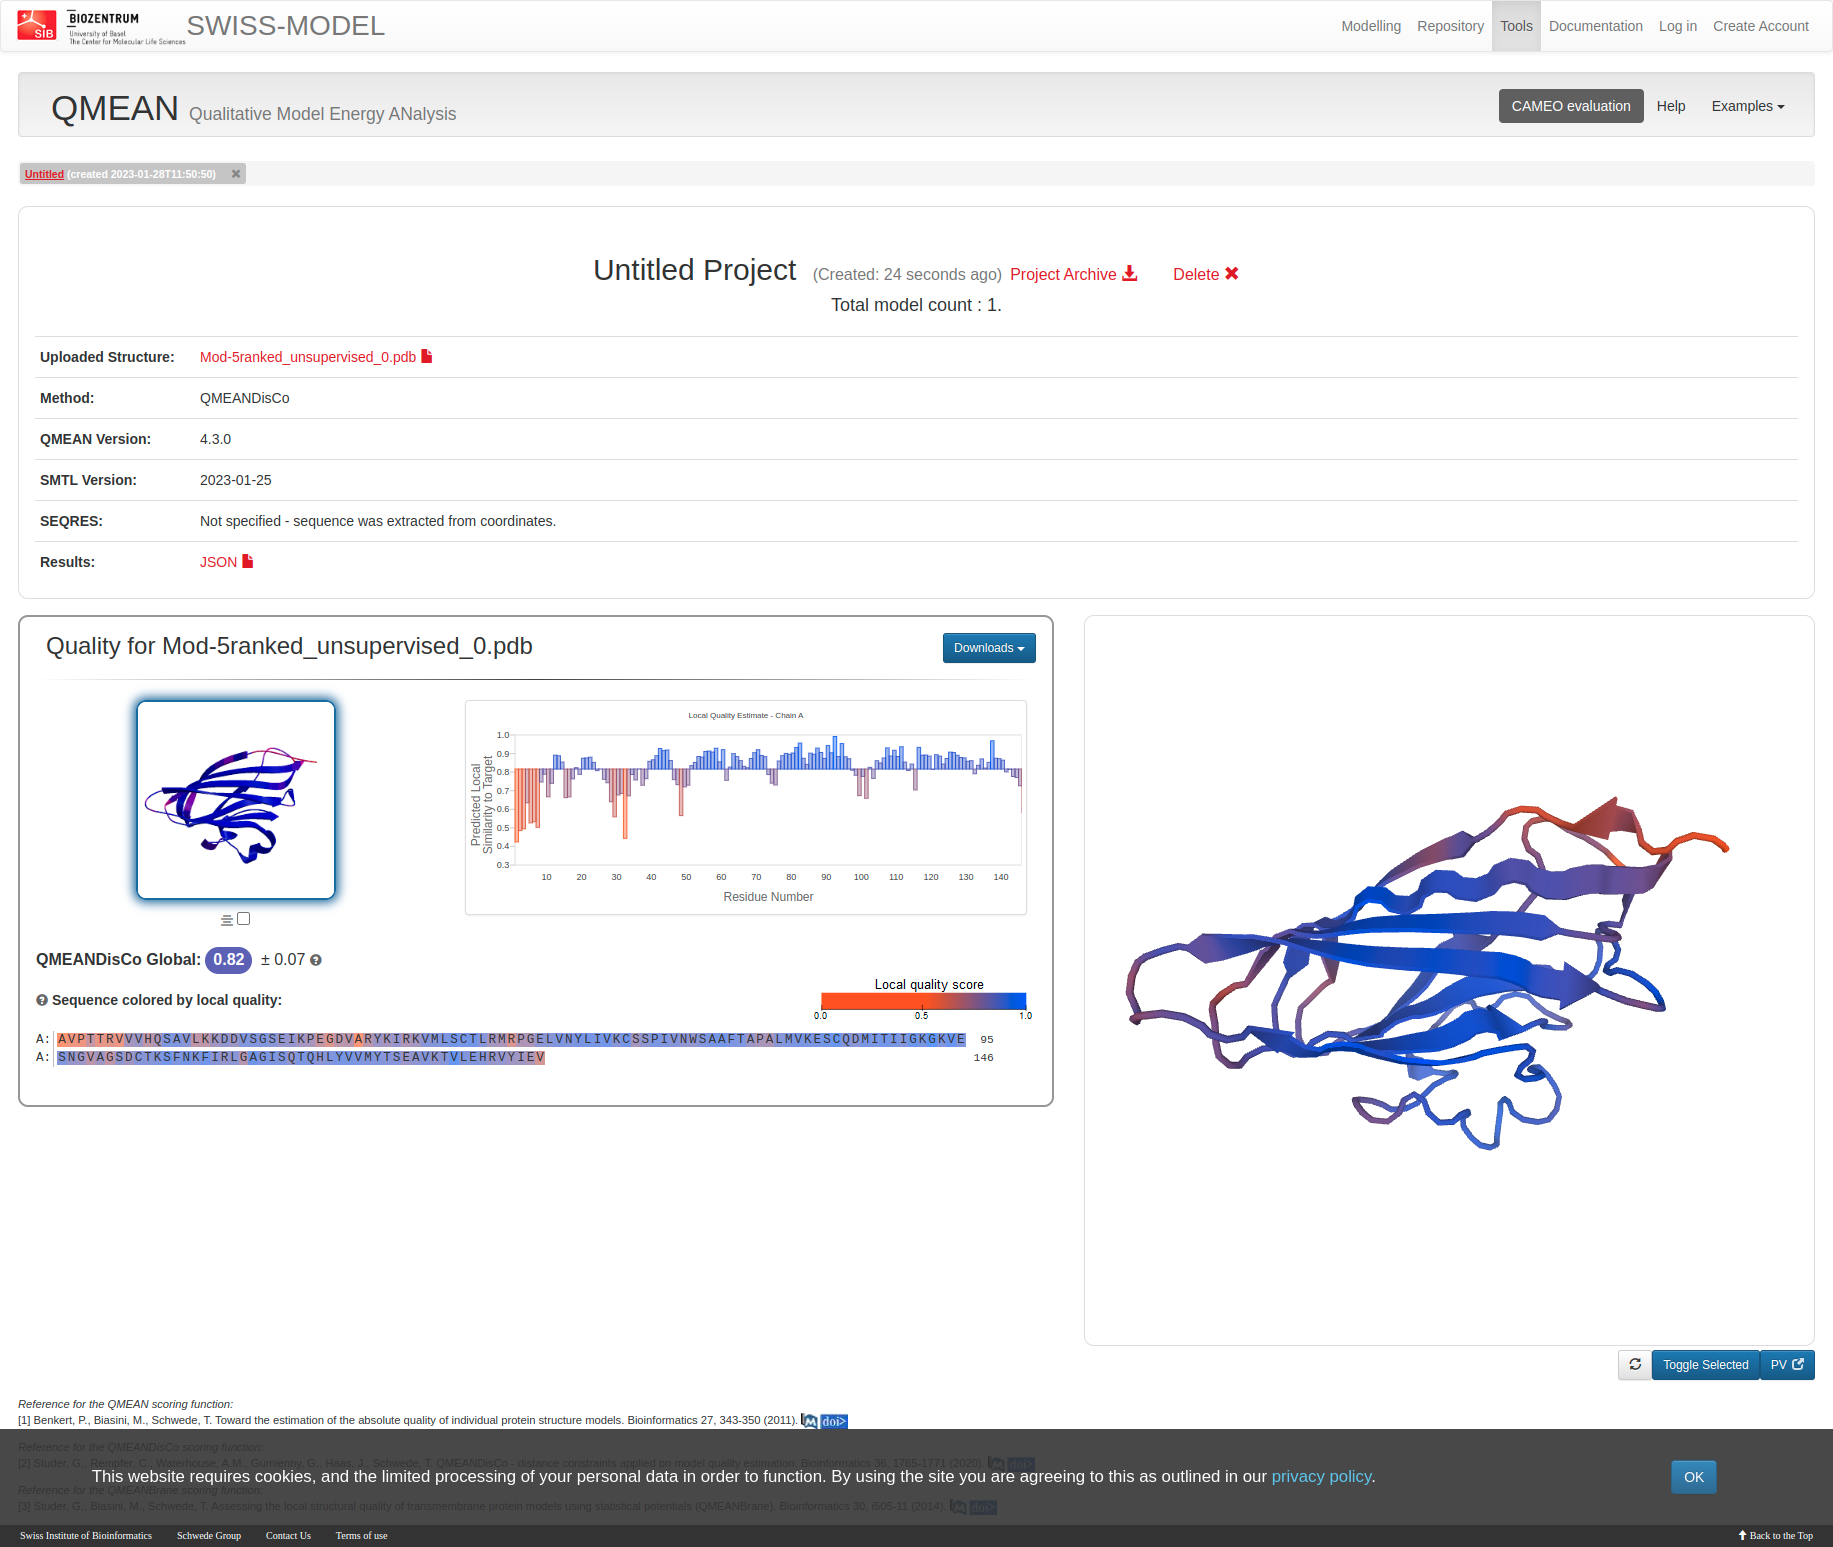 SIB BIOZENTRUM
University of Basel
The Center for Molecular Life Sciences
SWISS-MODEL
Modelling Repository Tools Documentation Log in Create Account
QMEAN Qualitative Model Energy ANalysis
CAMEO evaluation Help Examples
Untitled (created 2023-01-28T11:50:50)
Untitled Project (Created: 24 seconds ago) Project Archive Delete
Total model count : 1.
Uploaded Structure: Mod-5ranked_unsupervised_0.pdb
Method: QMEANDisCo
QMEAN Version: 4.3.0
SMTL Version: 2023-01-25
SEQRES: Not specified - sequence was extracted from coordinates.
Results: JSON
Quality for Mod-5ranked_unsupervised_0.pdb
Downloads
Local Quality Estimate - Chain A
Predicted Local
Similarity to Target
1.0
0.9
0.8
0.7
0.6
0.5
0.4
0.3
10 20 30 40 50 60 70 80 90 100 110 120 130 140
Residue Number
QMEANDisCo Global: 0.82 ± 0.07
Sequence colored by local quality:
Local quality score
0.0 0.5 1.0
A: AVPTTRVVVHQSAVLKKDDVSGSEIKPEGDVARYKIRKVMLSCTLRMRPGELVNYLIVKCSSPIVNWSAAFTAPALMVKESCQDMITIIGKGKVE 95
A: SNGVAGSDCTKSFNKFIRLGAGISQTQHLYVVMYTSEAVKTVLEHRVYIEV 146
Toggle Selected PV
Reference for the QMEAN scoring function:
[1] Benkert, P., Biasini, M., Schwede, T. Toward the estimation of the absolute quality of individual protein structure models. Bioinformatics 27, 343-350 (2011). M doi>
Reference for the QMEANDisCo scoring function:
[2] Studer, G., Rempfer, C., Waterhouse, A.M., Gumienny, G., Haas, J., Schwede, T. QMEANDisCo - distance constraints applied on model quality estimation. Bioinformatics 36, 1765-1771 (2020). M doi>
This website requires cookies, and the limited processing of your personal data in order to function. By using the site you are agreeing to this as outlined in our privacy policy.
OK
Reference for the QMEANBrane scoring function:
[3] Studer, G., Biasini, M., Schwede, T. Assessing the local structural quality of transmembrane protein models using statistical potentials (QMEANBrane). Bioinformatics 30, i505-11 (2014). M doi>
Swiss Institute of Bioinformatics Schwede Group Contact Us Terms of use
Back to the Top